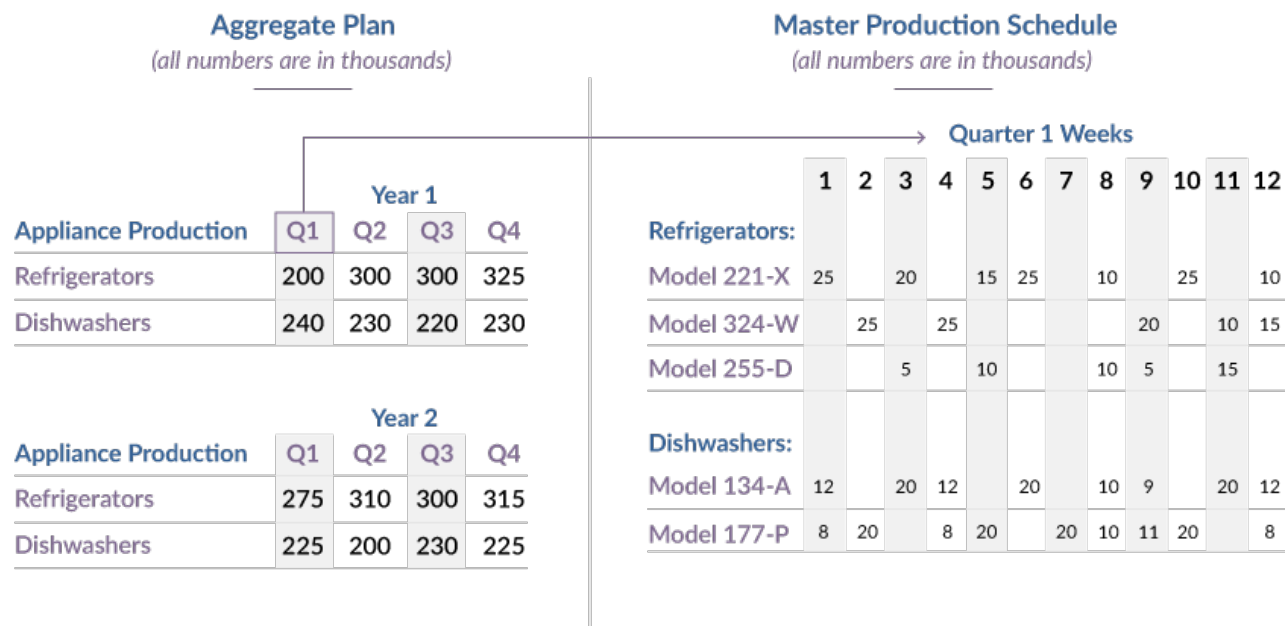 Aggregate Plan
(all numbers are in thousands)
Year 1
Appliance Production Q1 Q2 Q3 Q4
Refrigerators 200 300 300 325
Dishwashers 240 230 220 230
Year 2
Appliance Production Q1 Q2 Q3 Q4
Refrigerators 275 310 300 315
Dishwashers 225 200 230 225
Master Production Schedule
(all numbers are in thousands)
Quarter 1 Weeks
1 2 3 4 5 6 7 8 9 10 11 12
Refrigerators:
Model 221-X 25 20 15 25 10 25 10
Model 324-W 25 25 20 10 15
Model 255-D 5 10 10 5 15
Dishwashers:
Model 134-A 12 20 12 20 10 9 20 12
Model 177-P 8 20 8 20 20 10 11 20 8